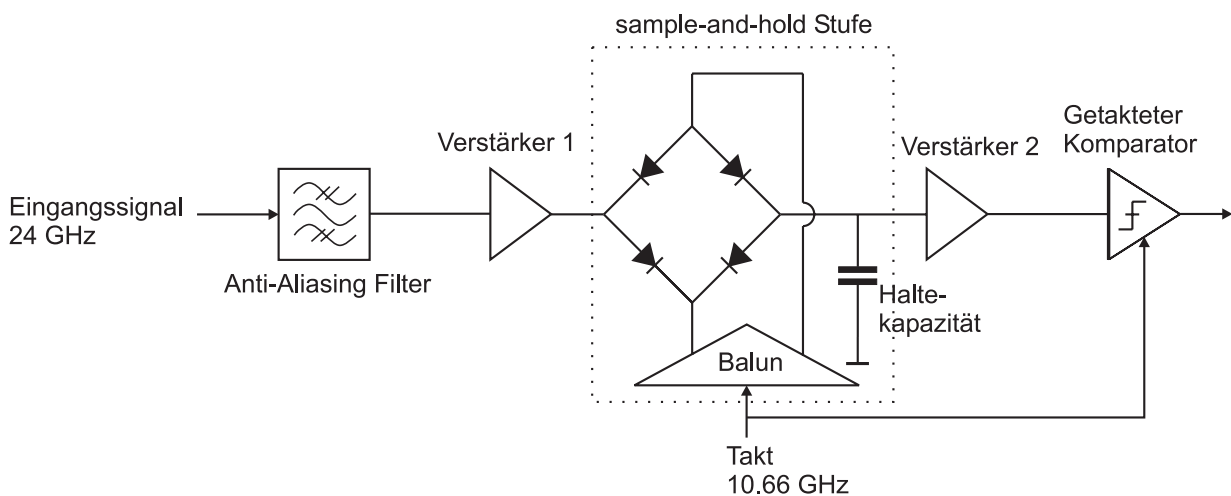 sample-and-hold Stufe
Verstärker 1
Verstärker 2
Getakteter
Komparator
Eingangssignal
24 GHz
Anti-Aliasing Filter
Halte-
kapazität
Balun
Takt
10.66 GHz